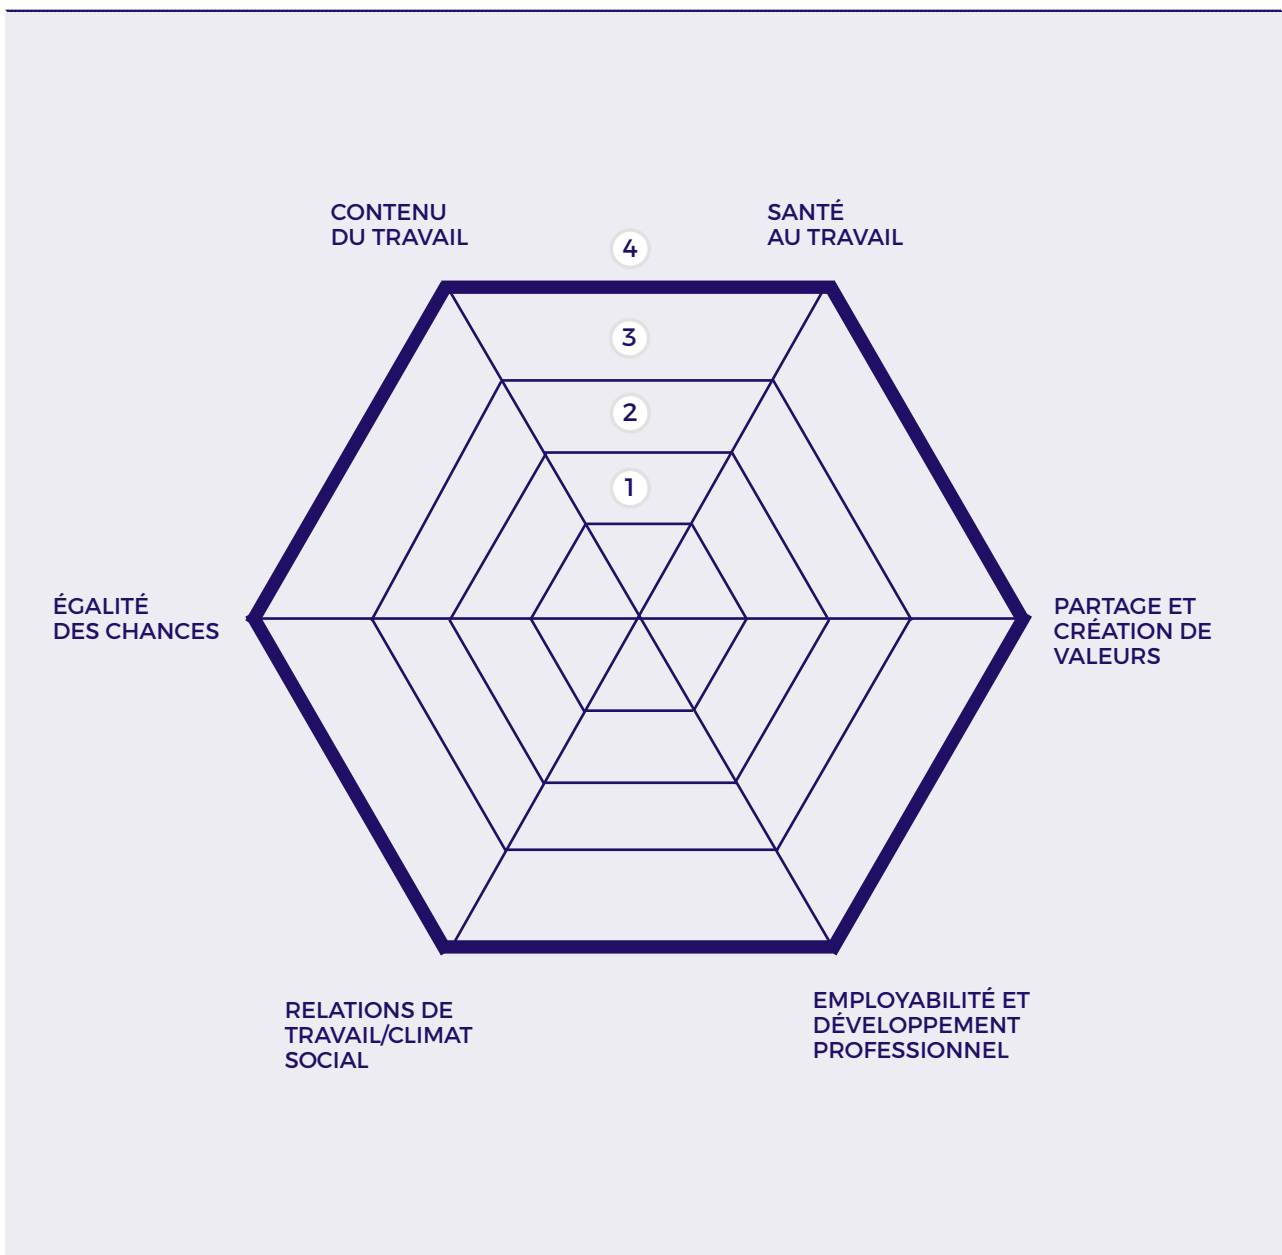 CONTENU
DU TRAVAIL
SANTÉ
AU TRAVAIL
4
3
2
1
ÉGALITÉ
DES CHANCES
PARTAGE ET
CRÉATION DE
VALEURS
RELATIONS DE
TRAVAIL/CLIMAT
SOCIAL
EMPLOYABILITÉ ET
DÉVELOPPEMENT
PROFESSIONNEL